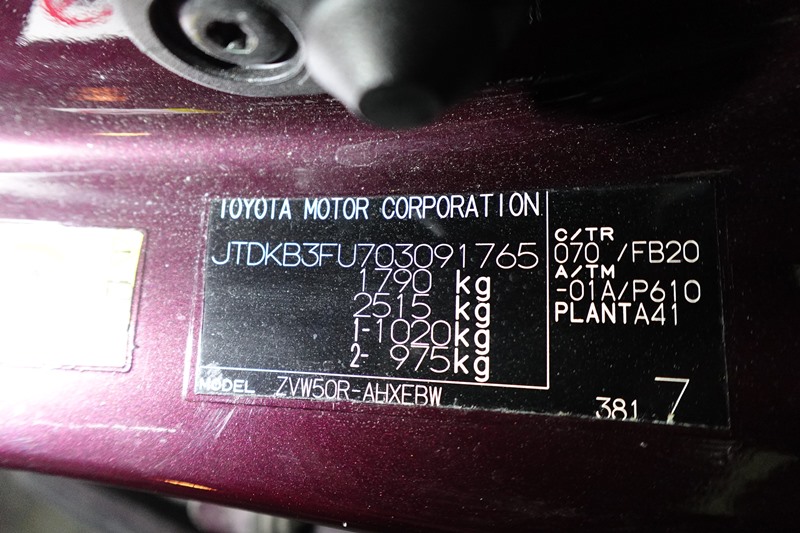 TOYOTA MOTOR CORPORATION
JTDKB3FU703091765
1790 kg
2515 kg
1-1020kg
2- 975kg
MODEL ZVW50R-AHXEBW
C/TR
070 /FB20
A/TM
-01A/P610
PLANTA41
381 7